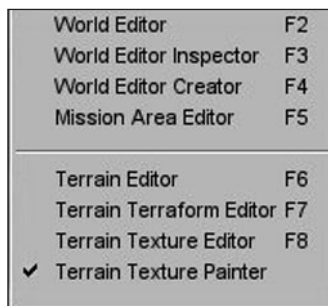 World Editor F2
World Editor Inspector F3
World Editor Creator F4
Mission Area Editor F5
Terrain Editor F6
Terrain Terraform Editor F7
Terrain Texture Editor F8
✔ Terrain Texture Painter